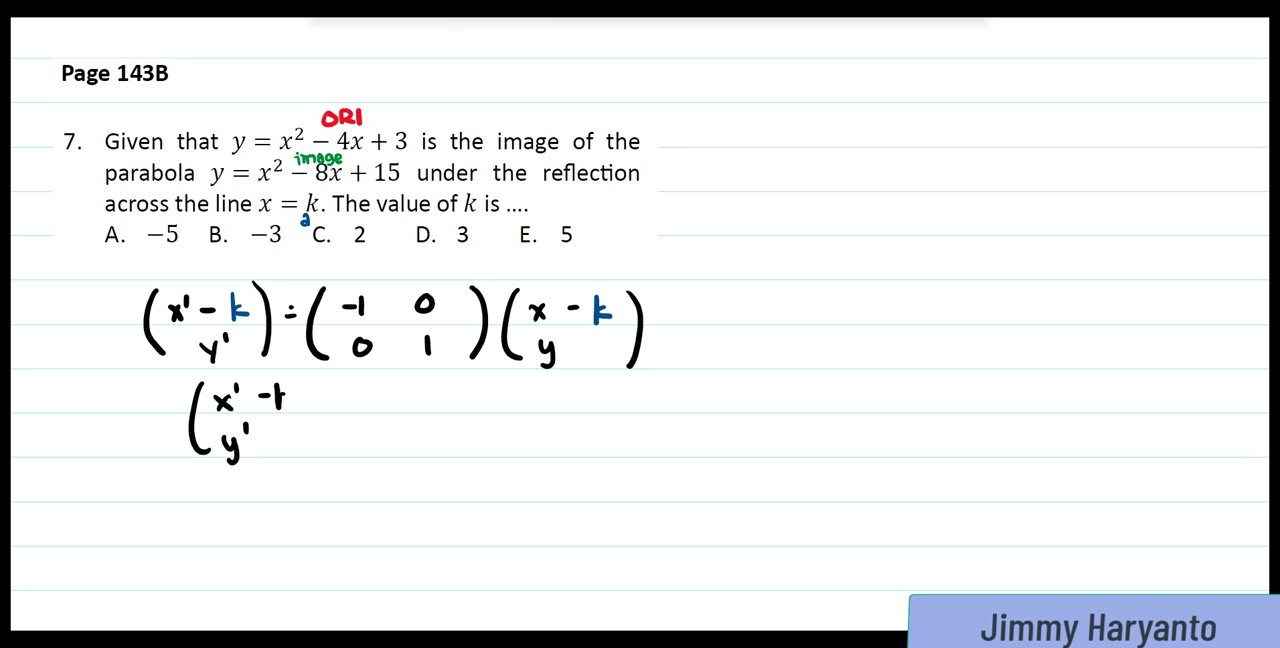 Page 143B
ORI
7. Given that y = x² − 4x + 3 is the image of the
image
parabola y = x² − 8x + 15 under the reflection
across the line x = k. The value of k is ....
a
A. −5 B. −3 C. 2 D. 3 E. 5
(x' - k) = (-1 0) (x - k)
(y') (0 1) (y)
(x' -
(y'
Jimmy Haryanto